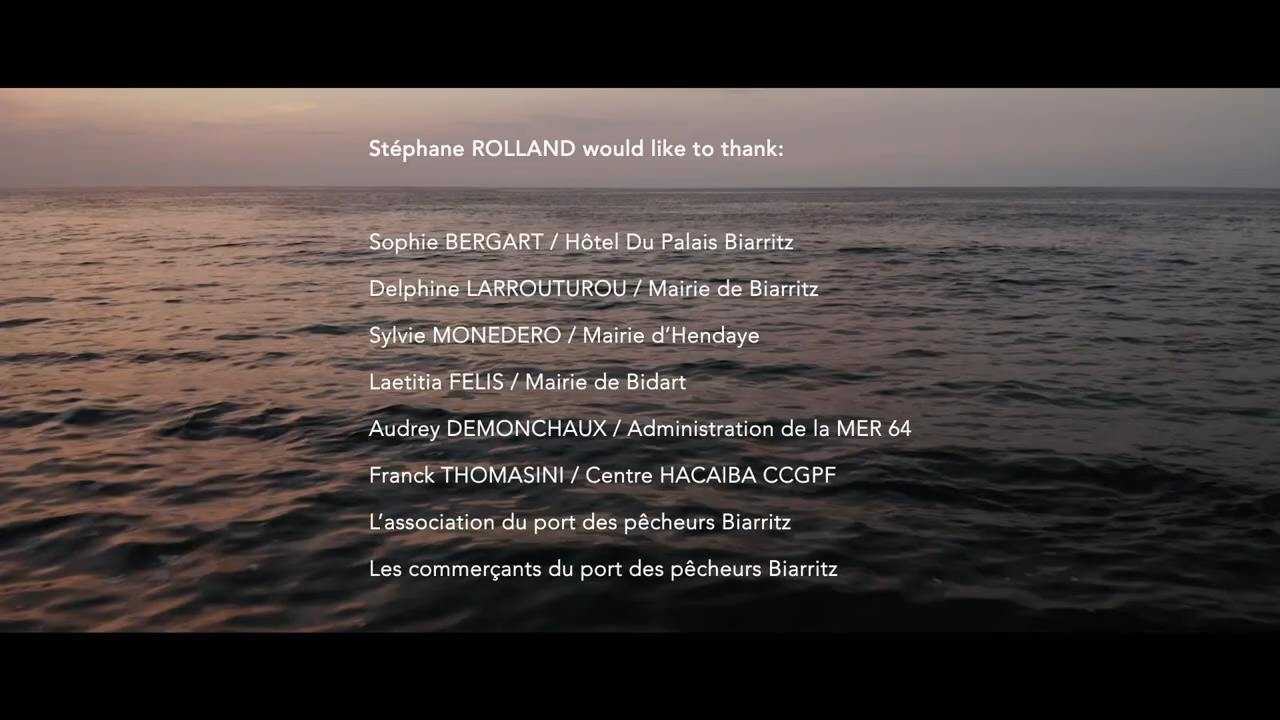 Stéphane ROLLAND would like to thank:
Sophie BERGART / Hôtel Du Palais Biarritz
Delphine LARROUTUROU / Mairie de Biarritz
Sylvie MONEDERO / Mairie d’Hendaye
Laetitia FELIS / Mairie de Bidart
Audrey DEMONCHAUX / Administration de la MER 64
Franck THOMASINI / Centre HACAIBA CCGPF
L’association du port des pêcheurs Biarritz
Les commerçants du port des pêcheurs Biarritz